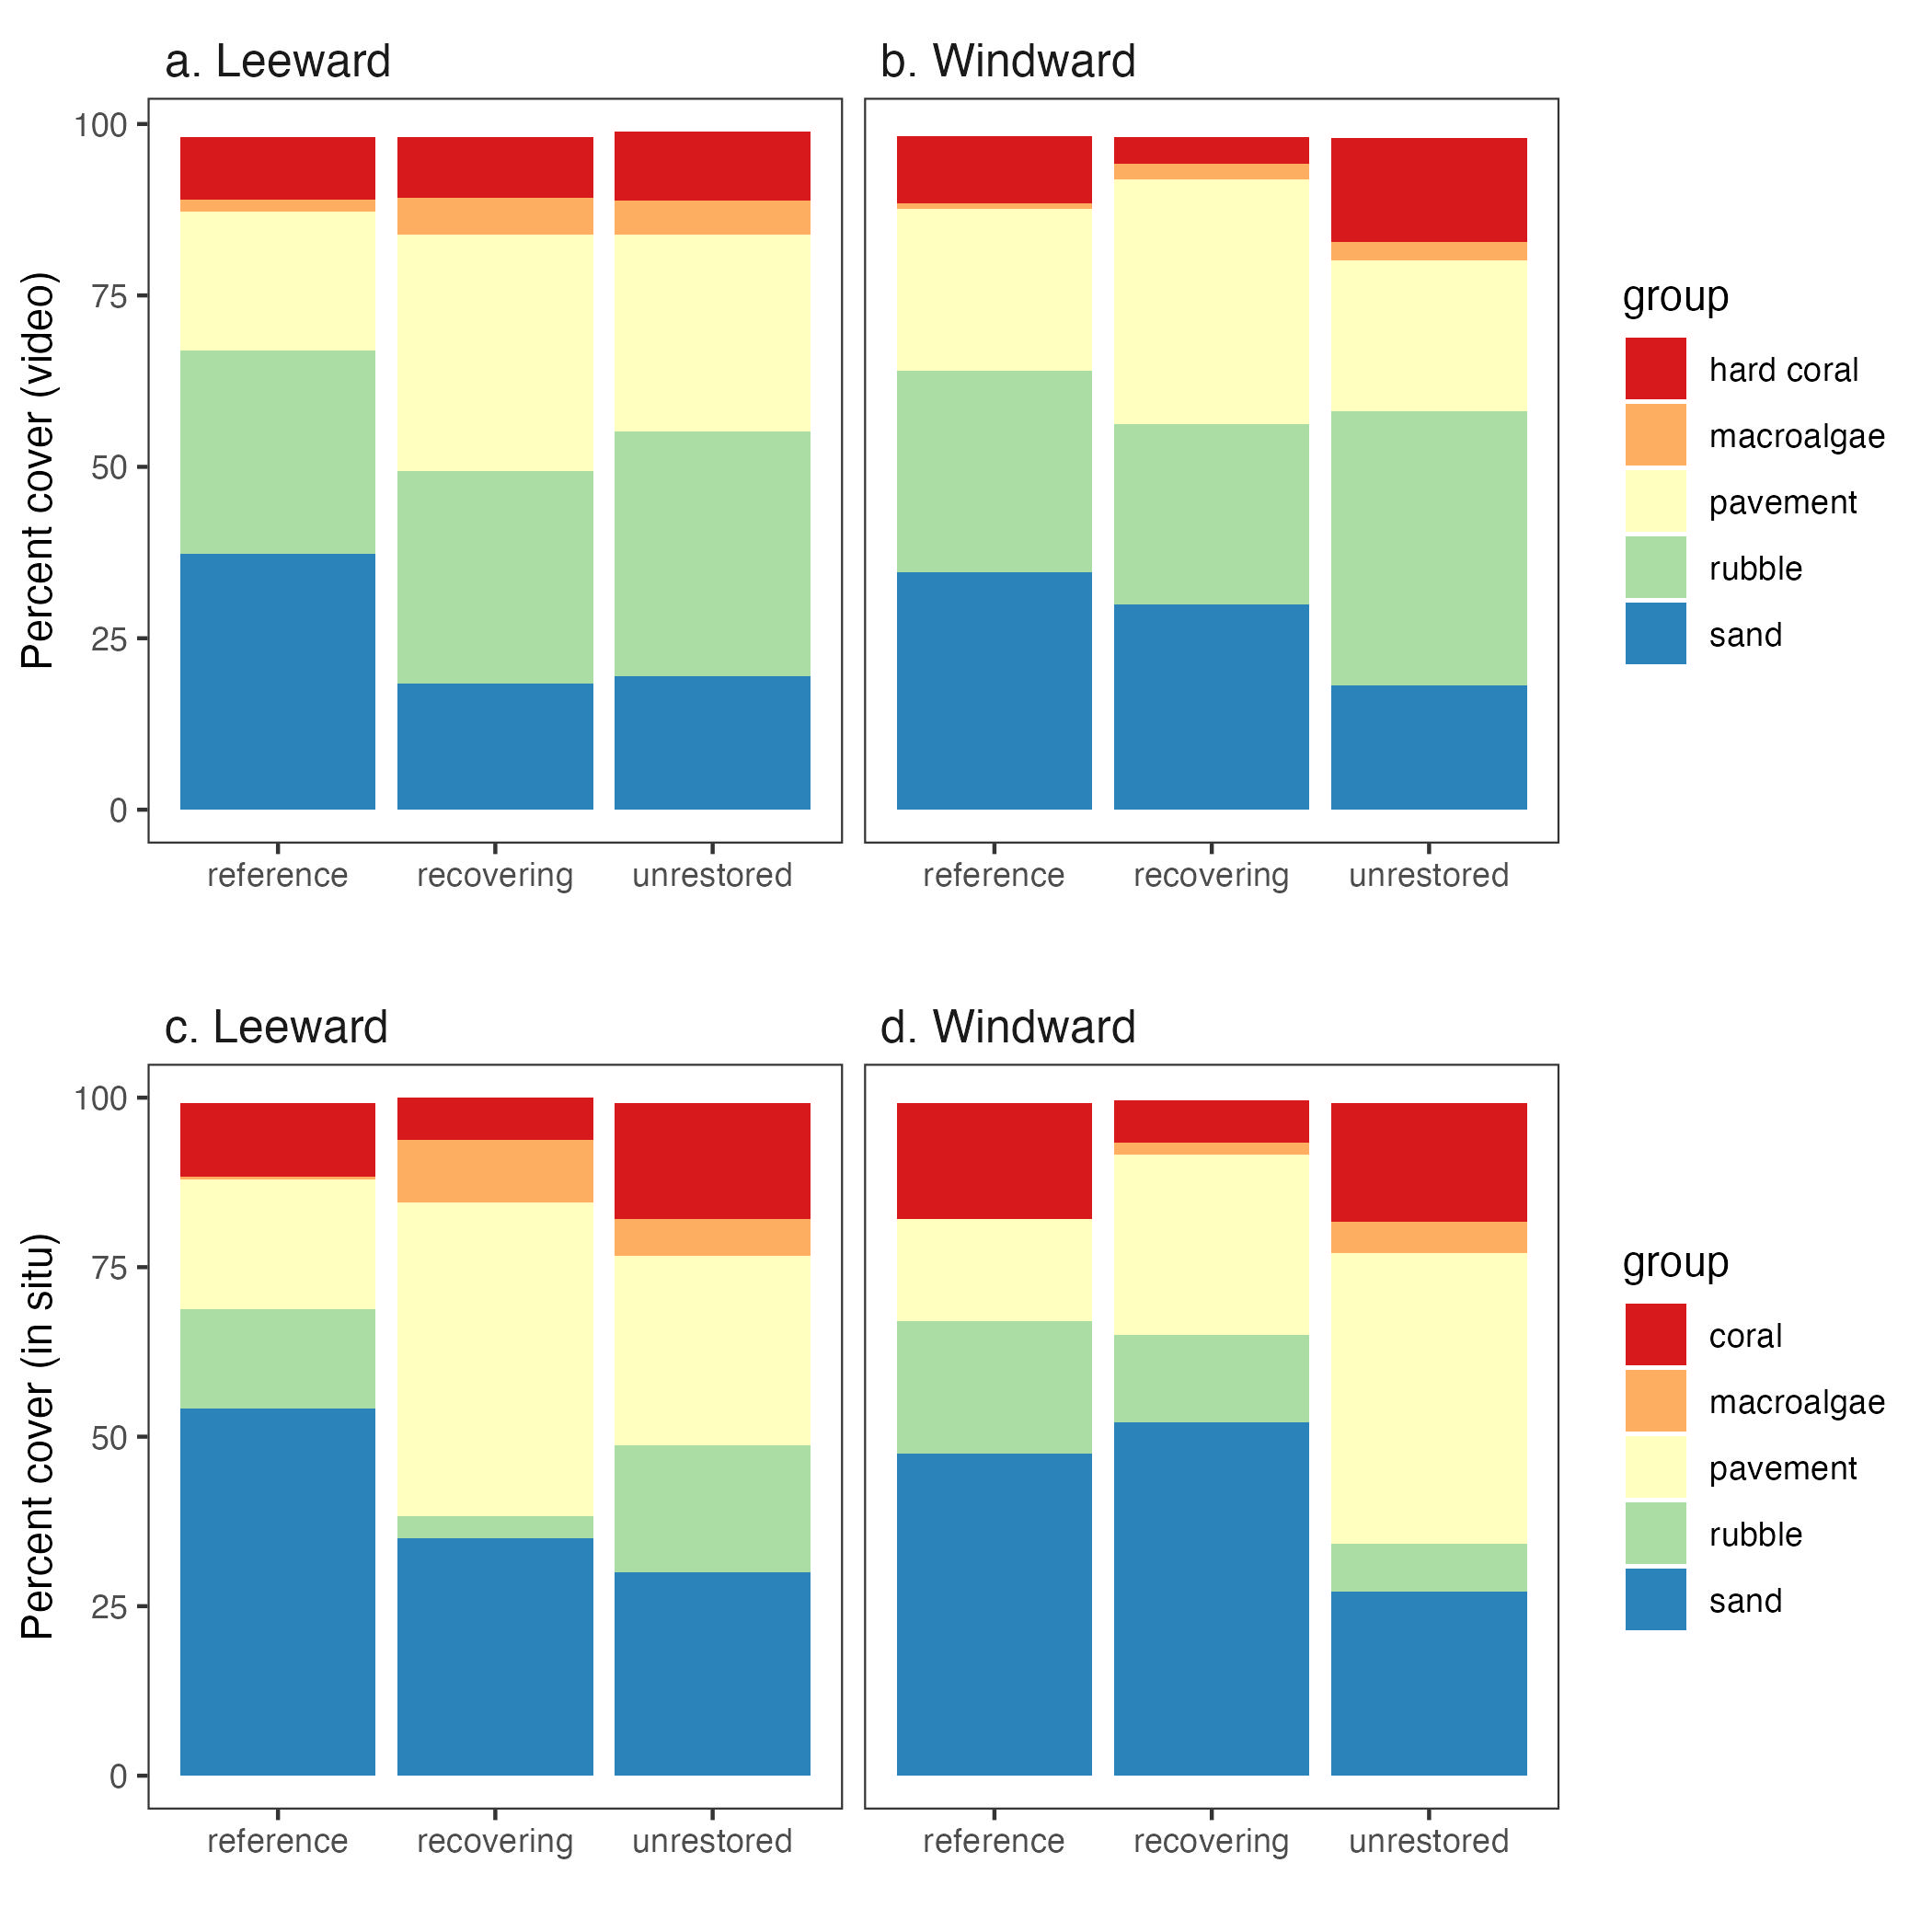 a. Leeward
b. Windward
Percent cover (video)
100
75
50
25
0
reference recovering unrestored
reference recovering unrestored
group
hard coral
macroalgae
pavement
rubble
sand
c. Leeward
d. Windward
Percent cover (in situ)
100
75
50
25
0
reference recovering unrestored
reference recovering unrestored
group
coral
macroalgae
pavement
rubble
sand